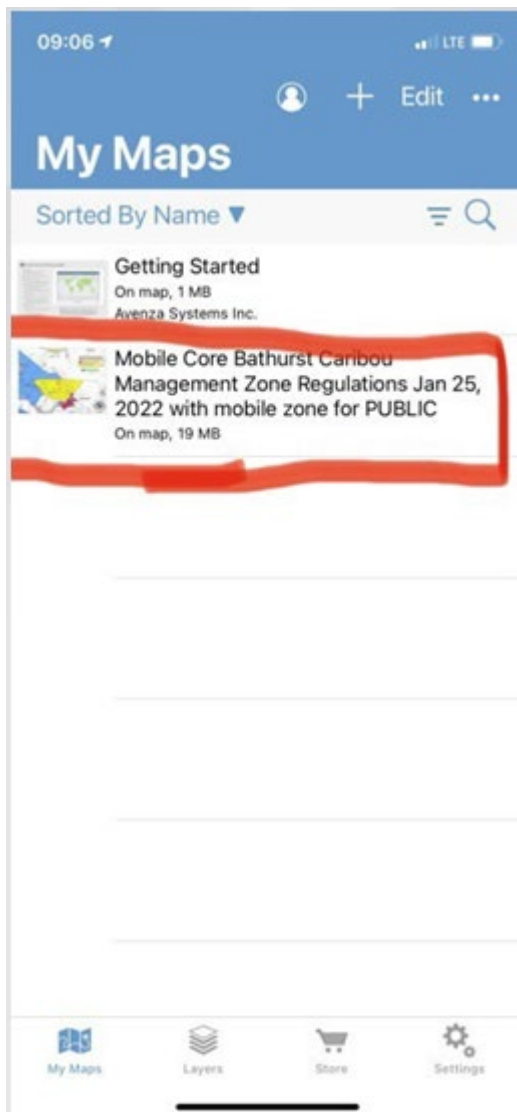 09:06
LTE
Edit
My Maps
Sorted By Name ▼
Getting Started
On map, 1 MB
Avenza Systems Inc.
Mobile Core Bathurst Caribou
Management Zone Regulations Jan 25,
2022 with mobile zone for PUBLIC
On map, 19 MB
My Maps
Layers
Store
Settings